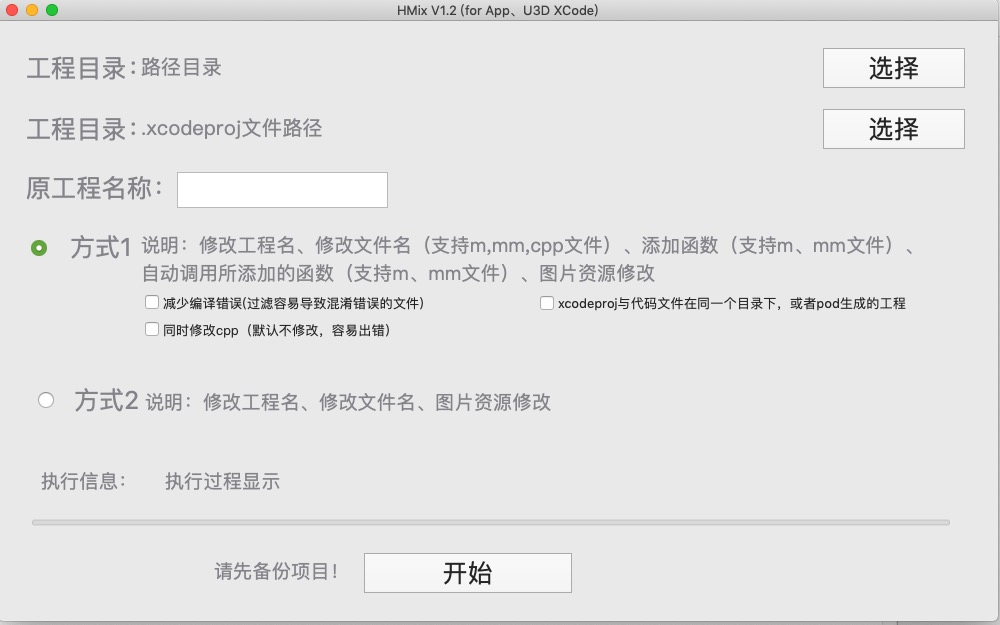 HMix V1.2 (for App、U3D XCode)
工程目录：路径目录
选择
工程目录：.xcodeproj文件路径
选择
原工程名称：
方式1 说明：修改工程名、修改文件名（支持m,mm,cpp文件）、添加函数（支持m、mm文件）、
自动调用所添加的函数（支持m、mm文件）、图片资源修改
减少编译错误(过滤容易导致混淆错误的文件)
xcodeproj与代码文件在同一个目录下，或者pod生成的工程
同时修改cpp（默认不修改，容易出错）
方式2 说明：修改工程名、修改文件名、图片资源修改
执行信息： 执行过程显示
请先备份项目！
开始